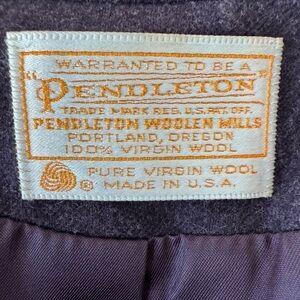 WARRANTED TO BE A
"PENDLETON"
TRADE MARK REG. U.S. PAT. OFF.
PENDLETON WOOLEN MILLS
PORTLAND, OREGON
100% VIRGIN WOOL
PURE VIRGIN WOOL
® MADE IN U.S.A.